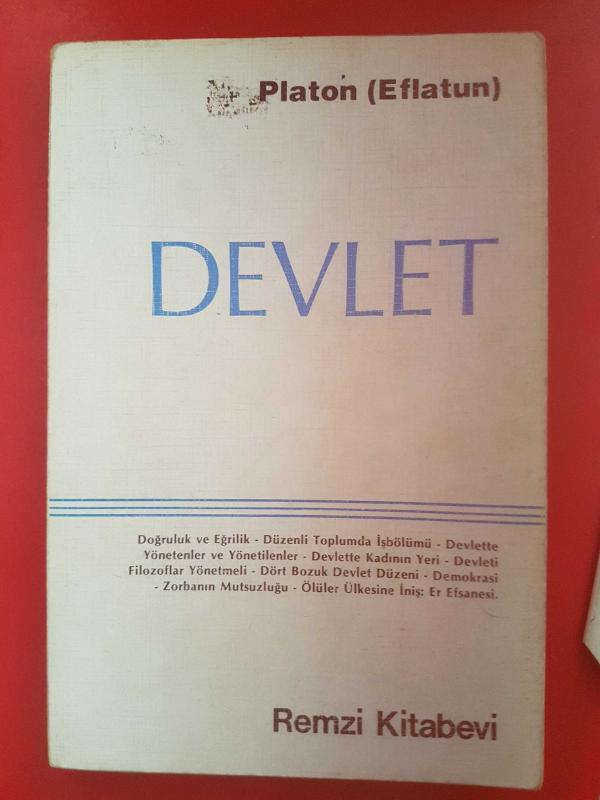 Platon (Eflatun)
DEVLET
Doğruluk ve Eğrilik - Düzenli Toplumda İşbölümü - Devlette
Yönetenler ve Yönetilenler - Devlette Kadının Yeri - Devleti
Filozoflar Yönetmeli - Dört Bozuk Devlet Düzeni - Demokrasi
- Zorbanın Mutsuzluğu - Ölüler Ülkesine İniş: Er Efsanesi.
Remzi Kitabevi